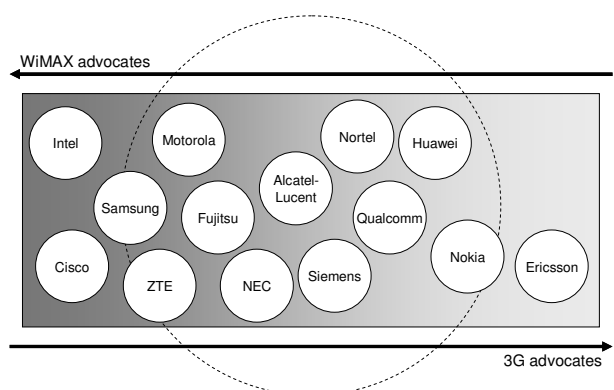 WiMAX advocates
Intel
Motorola
Nortel
Huawei
Alcatel-
Lucent
Samsung
Fujitsu
Qualcomm
Cisco
ZTE
NEC
Siemens
Nokia
Ericsson
3G advocates